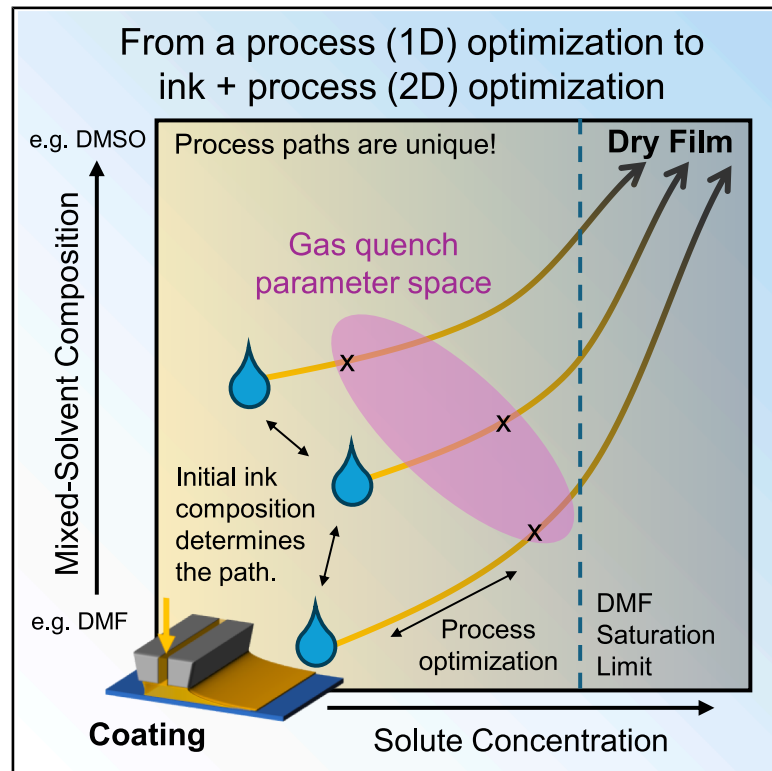 From a process (1D) optimization to
ink + process (2D) optimization
e.g. DMSO
Process paths are unique!
Dry Film
Gas quench
parameter space
Mixed-Solvent Composition
x
x
x
Initial ink
composition
determines
the path.
e.g. DMF
Process
optimization
DMF
Saturation
Limit
Coating
Solute Concentration